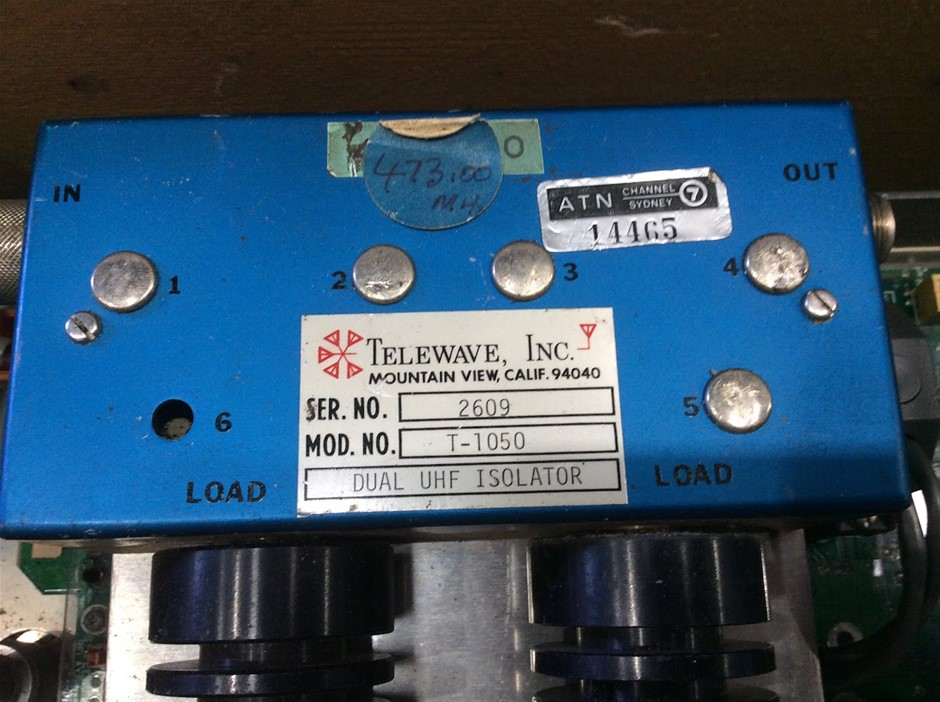 O
473.00
MH.
IN
OUT
ATN CHANNEL SYDNEY 7
14465
1
2
3
4
TELEWAVE, INC.
MOUNTAIN VIEW, CALIF. 94040
SER. NO. 2609
MOD. NO. T-1050
DUAL UHF ISOLATOR
5
6
LOAD
LOAD